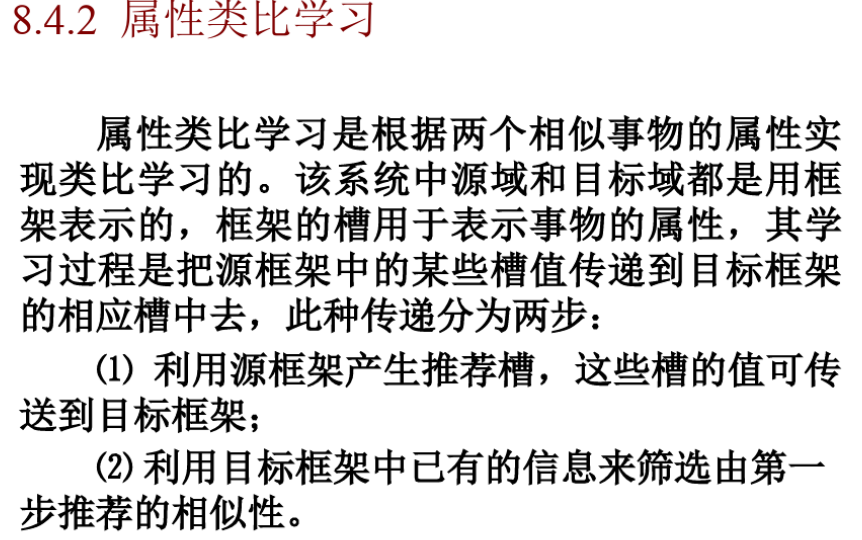 8.4.2 属性类比学习
属性类比学习是根据两个相似事物的属性实
现类比学习的。该系统中源域和目标域都是用框
架表示的，框架的槽用于表示事物的属性，其学
习过程是把源框架中的某些槽值传递到目标框架
的相应槽中去，此种传递分为两步：
(1) 利用源框架产生推荐槽，这些槽的值可传
送到目标框架；
(2) 利用目标框架中已有的信息来筛选由第一
步推荐的相似性。